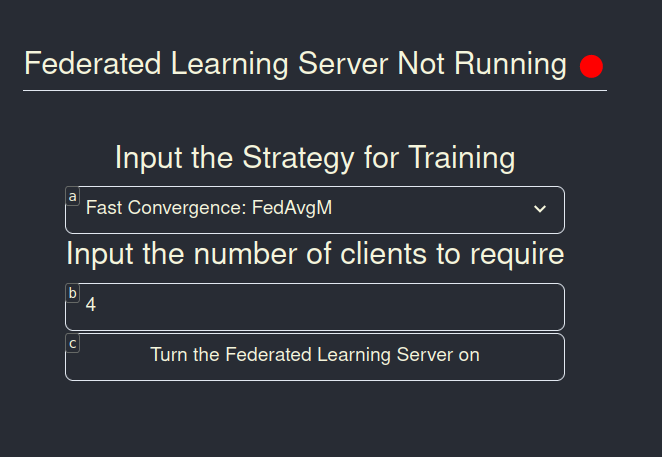 Federated Learning Server Not Running
Input the Strategy for Training
a
Fast Convergence: FedAvgM
Input the number of clients to require
b
4
c
Turn the Federated Learning Server on